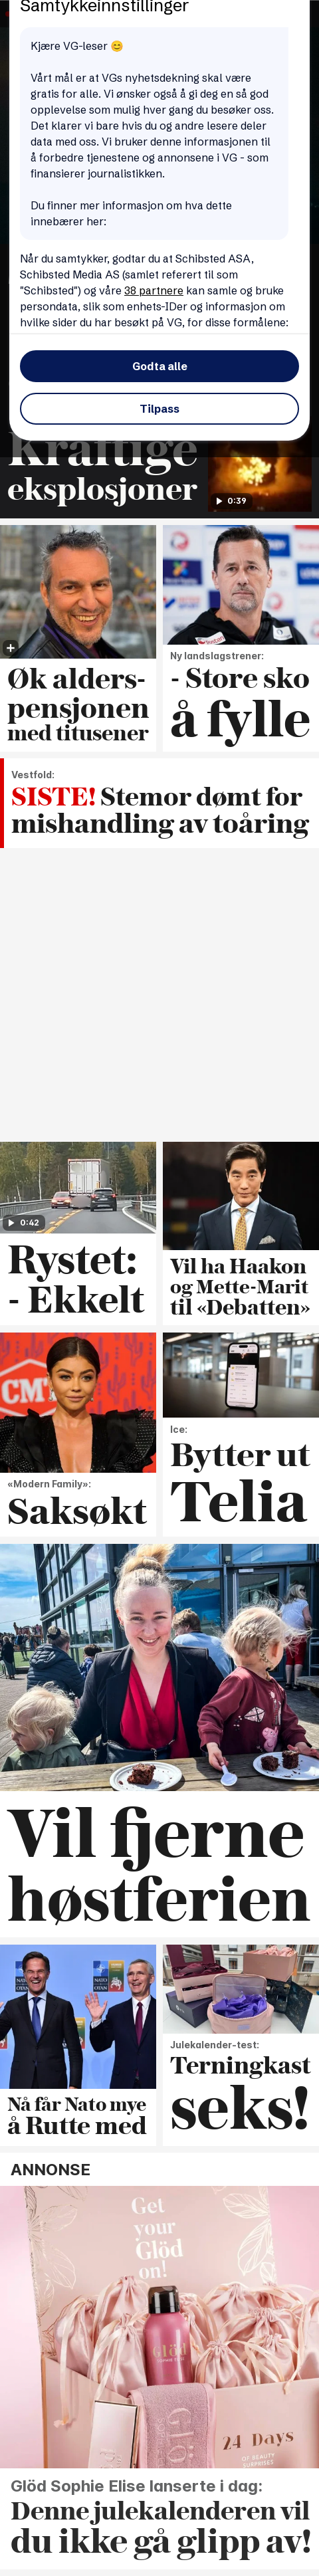 Samtykkeinnstillinger
Kjære VG-leser 😊
Vårt mål er at VGs nyhetsdekning skal være
gratis for alle. Vi ønsker også å gi deg en så god
opplevelse som mulig hver gang du besøker oss.
Det klarer vi bare hvis du og andre lesere deler
data med oss. Vi bruker denne informasjonen til
å forbedre tjenestene og annonsene i VG - som
finansierer journalistikken.
Du finner mer informasjon om hva dette
innebærer her:
Når du samtykker, godtar du at Schibsted ASA,
Schibsted Media AS (samlet referert til som
"Schibsted") og våre 38 partnere kan samle og bruke
persondata, slik som enhets-IDer og informasjon om
hvilke sider du har besøkt på VG, for disse formålene:
Godta alle
Tilpass
Kraftige
eksplosjoner
0:39
Øk alders-
pensjonen
med titusener
Ny landslagstrener:
- Store sko
å fylle
Vestfold:
SISTE! Stemor dømt for
mishandling av toåring
0:42
Rystet:
- Ekkelt
Vil ha Haakon
og Mette-Marit
til «Debatten»
CM
«Modern Family»:
Saksøkt
Ice:
Bytter ut
Telia
Vil fjerne
høstferien
NATO
OTAN
NATO
OTAN
Nå får Nato mye
å Rutte med
Julekalender-test:
Terningkast
seks!
ANNONSE
Get
your
Glöd
on!
Glöd
Glö
24 Days
OF BEAUTY
SURPRISES
Glöd Sophie Elise lanserte i dag:
Denne julekalenderen vil
du ikke gå glipp av!